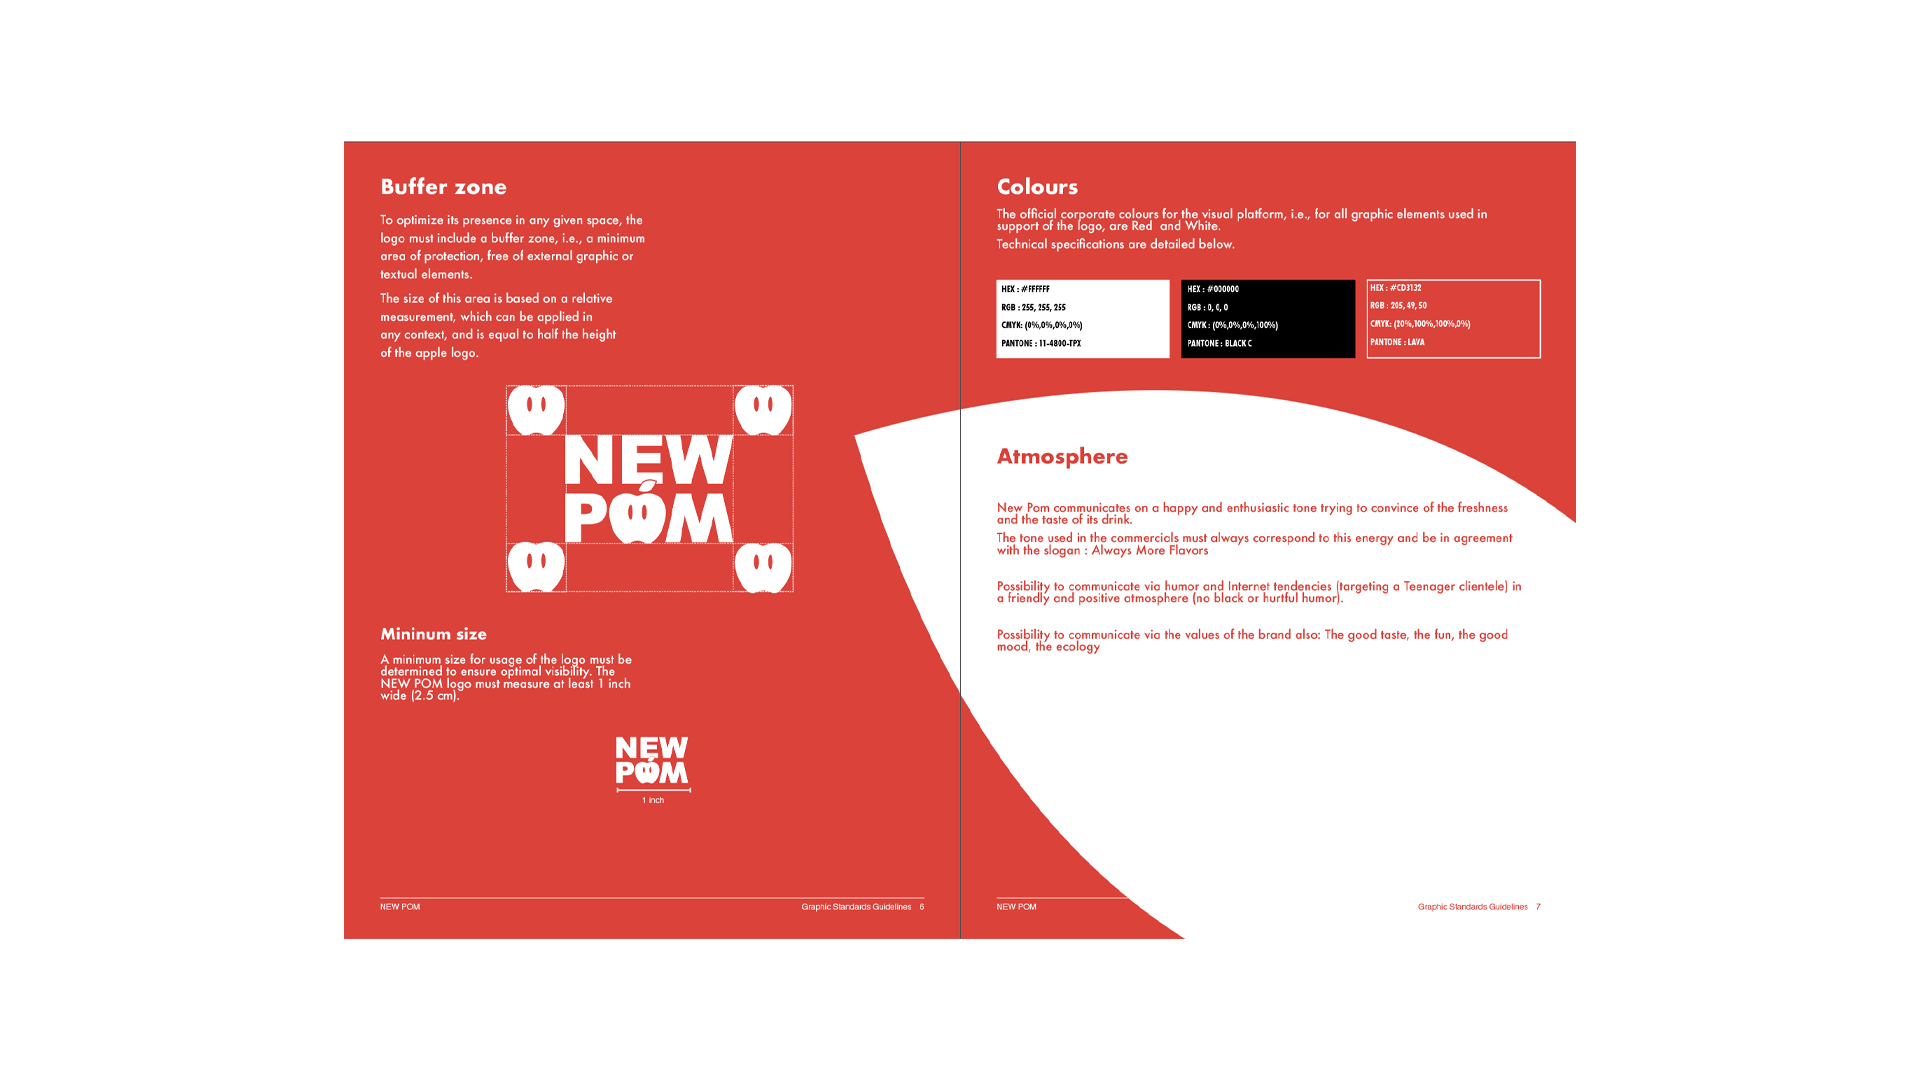 Buffer zone
To optimize its presence in any given space, the
logo must include a buffer zone, i.e., a minimum
area of protection, free of external graphic or
textual elements.
The size of this area is based on a relative
measurement, which can be applied in
any context, and is equal to half the height
of the apple logo.
NEW
POM
Mininum size
A minimum size for usage of the logo must be
determined to ensure optimal visibility. The
NEW POM logo must measure at least 1 inch
wide (2.5 cm).
NEW
POM
1 inch
NEW POM
Graphic Standards Guidelines 6
Colours
The official corporate colours for the visual platform, i.e., for all graphic elements used in
support of the logo, are Red and White.
Technical specifications are detailed below.
HEX : #FFFFFF
RGB : 255, 255, 255
CMYK: (0%,0%,0%,0%)
PANTONE : 11-4800-TPX
HEX : #000000
RGB : 0, 0, 0
CMYK : (0%,0%,0%,100%)
PANTONE : BLACK C
HEX : #CD3132
RGB : 205, 49, 50
CMYK: (20%,100%,100%,0%)
PANTONE : LAVA
Atmosphere
New Pom communicates on a happy and enthusiastic tone trying to convince of the freshness
and the taste of its drink.
The tone used in the commercicls must always correspond to this energy and be in agreement
with the slogan : Always More Flavors
Possibility to communicate via humor and Internet tendencies (targeting a Teenager clientele) in
a friendly and positive atmosphere (no black or hurtful humor).
Possibility to communicate via the values of the brand also: The good taste, the fun, the good
mood, the ecology
NEW POM
Graphic Standards Guidelines 7